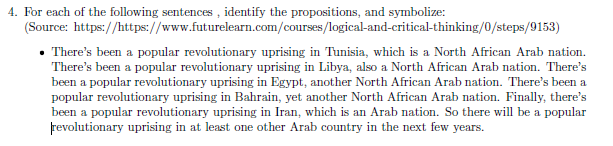 4. For each of the following sentences , identify the propositions, and symbolize:
(Source: https://https://www.futurelearn.com/courses/logical-and-critical-thinking/0/steps/9153)
• There's been a popular revolutionary uprising in Tunisia, which is a North African Arab nation.
There's been a popular revolutionary uprising in Libya, also a North African Arab nation. There's
been a popular revolutionary uprising in Egypt, another North African Arab nation. There's been a
popular revolutionary uprising in Bahrain, yet another North African Arab nation. Finally, there's
been a popular revolutionary uprising in Iran, which is an Arab nation. So there will be a popular
revolutionary uprising in at least one other Arab country in the next few years.